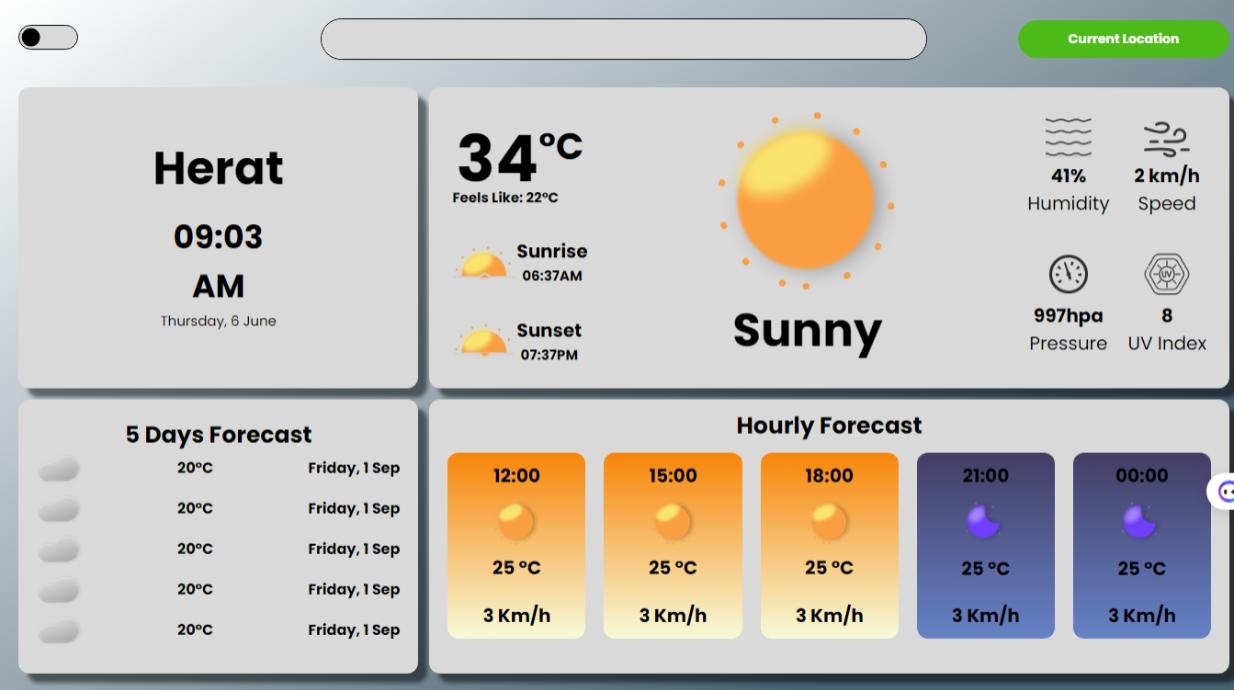 Current Location
Herat
09:03
AM
Thursday, 6 June
34°C
Feels Like: 22°C
Sunrise
06:37AM
Sunset
07:37PM
Sunny
41%
Humidity
2 km/h
Speed
997hpa
Pressure
UV
8
UV Index
5 Days Forecast
20°C Friday, 1 Sep
20°C Friday, 1 Sep
20°C Friday, 1 Sep
20°C Friday, 1 Sep
20°C Friday, 1 Sep
Hourly Forecast
12:00
25 °C
3 Km/h
15:00
25 °C
3 Km/h
18:00
25 °C
3 Km/h
21:00
25 °C
3 Km/h
00:00
25 °C
3 Km/h